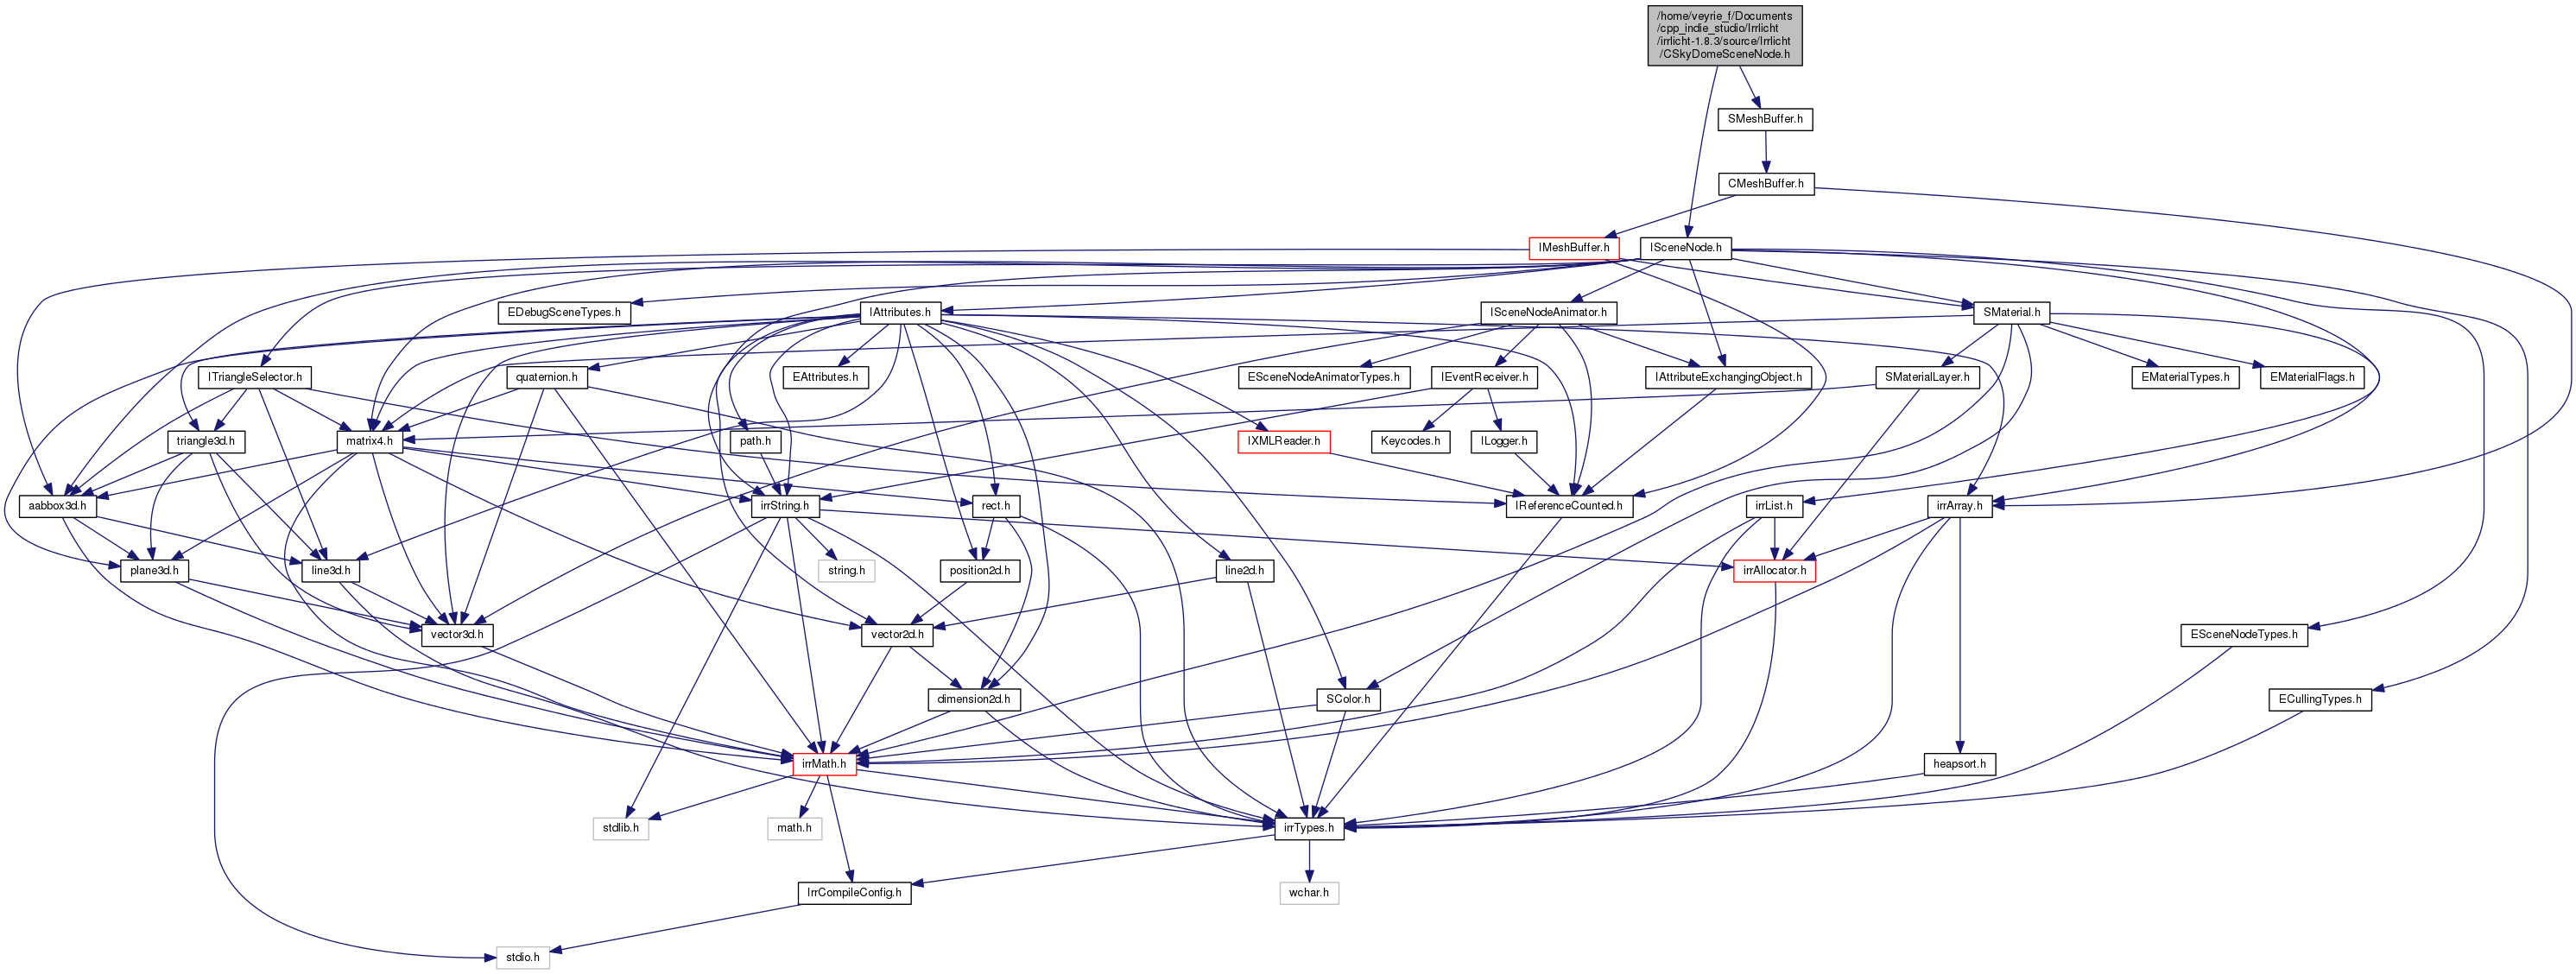 /home/veyrie_f/Documents
/cpp_indie_studio/Irrlicht
/irrlicht-1.8.3/source/Irrlicht
/CSkyDomeSceneNode.h
SMeshBuffer.h
CMeshBuffer.h
IMeshBuffer.h
ISceneNode.h
EDebugSceneTypes.h
IAttributes.h
ISceneNodeAnimator.h
SMaterial.h
ITriangleSelector.h
quaternion.h
EAttributes.h
ESceneNodeAnimatorTypes.h
IEventReceiver.h
IAttributeExchangingObject.h
SMaterialLayer.h
EMaterialTypes.h
EMaterialFlags.h
triangle3d.h
matrix4.h
path.h
IXMLReader.h
Keycodes.h
ILogger.h
aabbox3d.h
irrString.h
rect.h
IReferenceCounted.h
irrList.h
irrArray.h
plane3d.h
line3d.h
string.h
position2d.h
line2d.h
irrAllocator.h
vector3d.h
vector2d.h
ESceneNodeTypes.h
dimension2d.h
SColor.h
ECullingTypes.h
irrMath.h
heapsort.h
stdlib.h
math.h
irrTypes.h
IrrCompileConfig.h
wchar.h
stdio.h